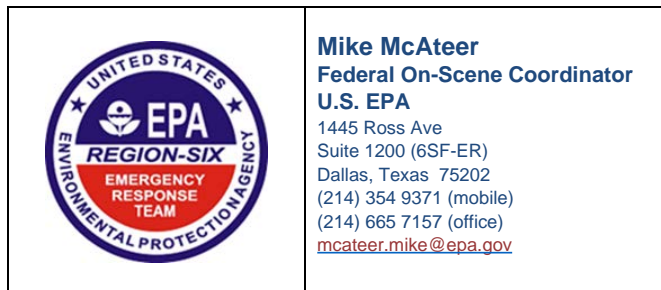 UNITED STATES
EPA
REGION-SIX
EMERGENCY
RESPONSE
TEAM
ENVIRONMENTAL PROTECTION AGENCY
Mike McAteer
Federal On-Scene Coordinator
U.S. EPA
1445 Ross Ave
Suite 1200 (6SF-ER)
Dallas, Texas  75202
(214) 354 9371 (mobile)
(214) 665 7157 (office)
mcateer.mike@epa.gov